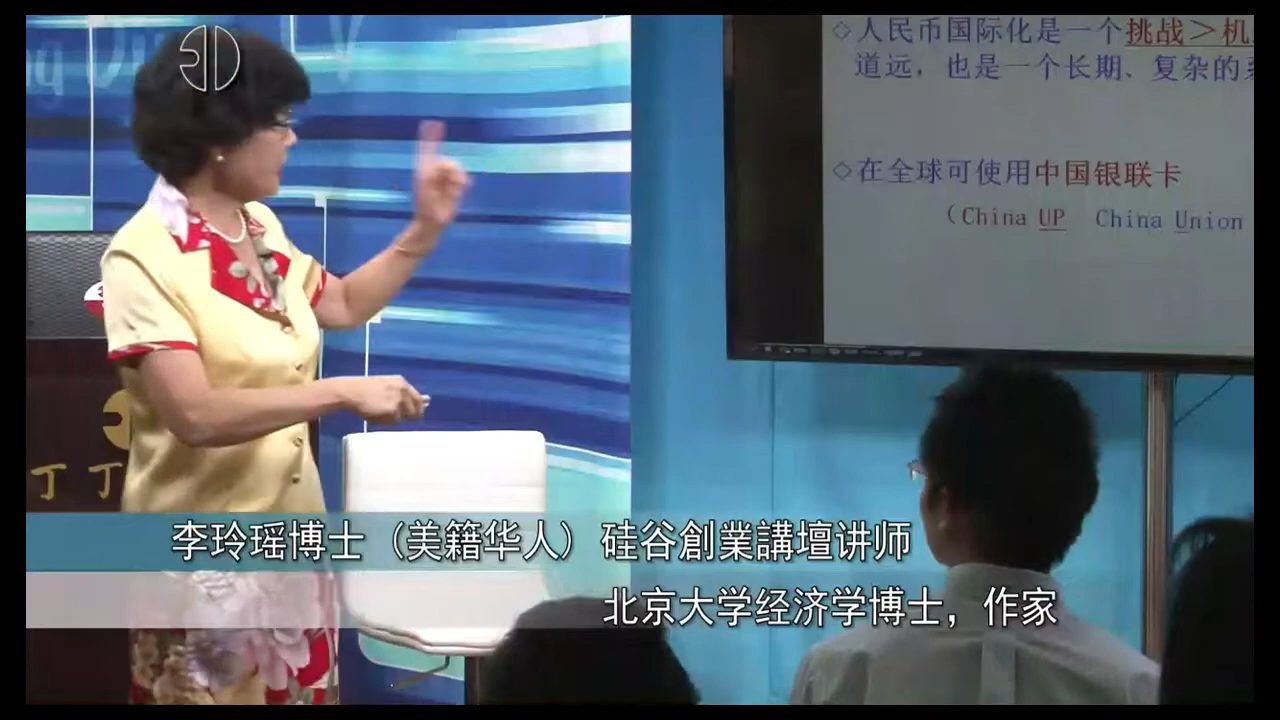 人民币国际化是一个挑战＞机
道远，也是一个长期、复杂的
在全球可使用中国银联卡
（China UP China Union
丁丁
李玲瑶博士（美籍华人）硅谷創業講壇讲师
北京大学经济学博士，作家